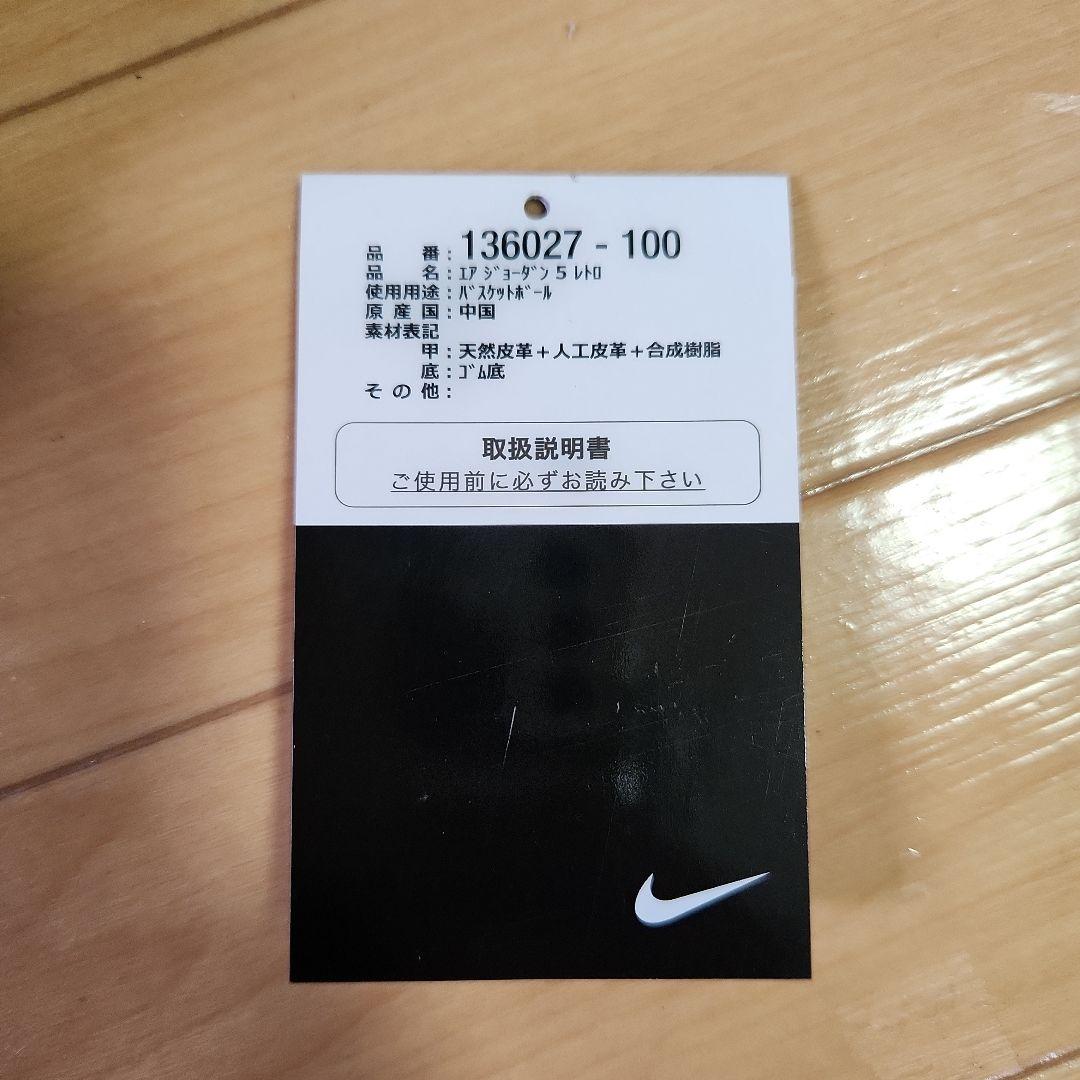 品番:136027-100
品名:ｴｱ ｼﾞｮｰﾀﾞﾝ 5 ﾚﾄﾛ
使用用途:ﾊﾞｽｹｯﾄﾎﾞｰﾙ
原産国:中国
素材表記
甲:天然皮革+人工皮革+合成樹脂
底:ｺﾞﾑ底
その他:
取扱説明書
ご使用前に必ずお読み下さい